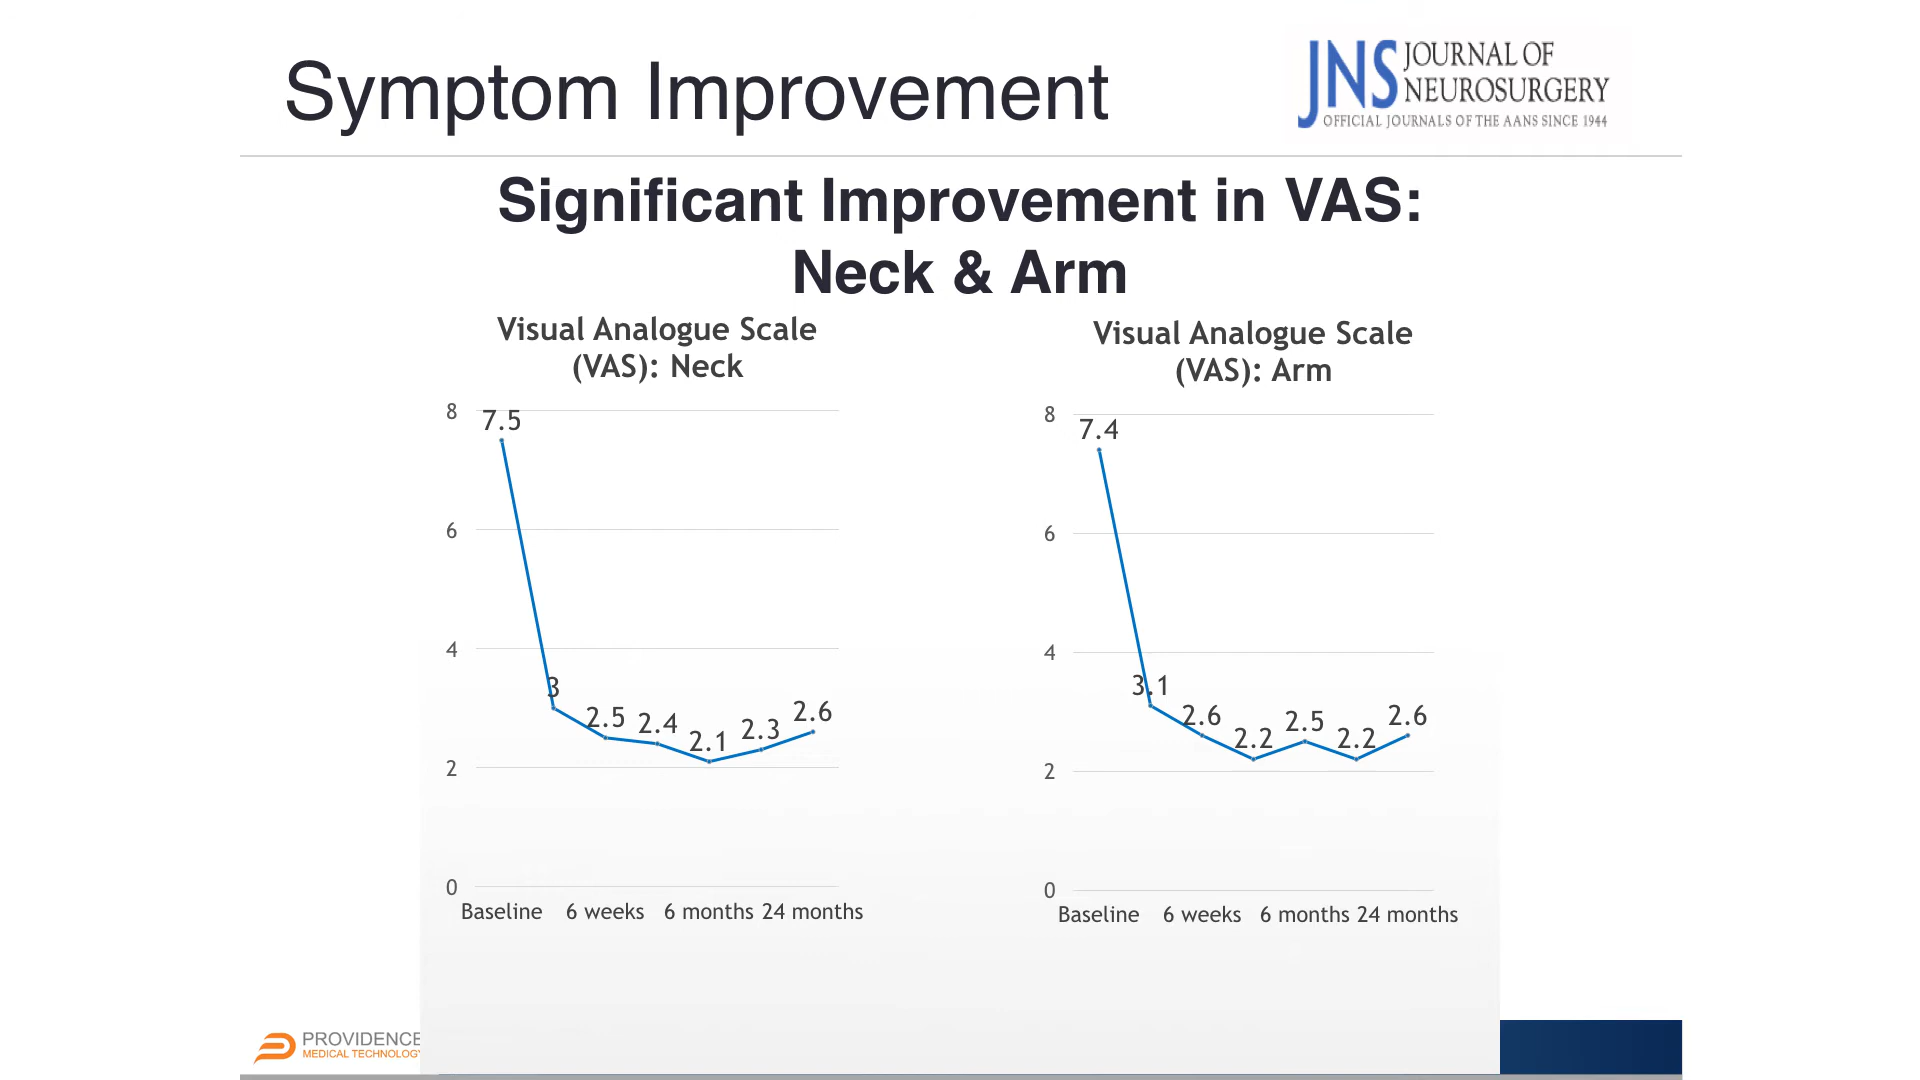 Symptom Improvement
JNS JOURNAL OF
NEUROSURGERY
OFFICIAL JOURNALS OF THE AANS SINCE 1944
Significant Improvement in VAS:
Neck & Arm
Visual Analogue Scale
(VAS): Neck
8
6
4
2
0
7.5
3
2.5
2.4
2.1
2.3
2.6
Baseline 6 weeks 6 months 24 months
Visual Analogue Scale
(VAS): Arm
8
6
4
2
0
7.4
3.1
2.6
2.2
2.5
2.2
2.6
Baseline 6 weeks 6 months 24 months
PROVIDENCE
MEDICAL TECHNOLOGY